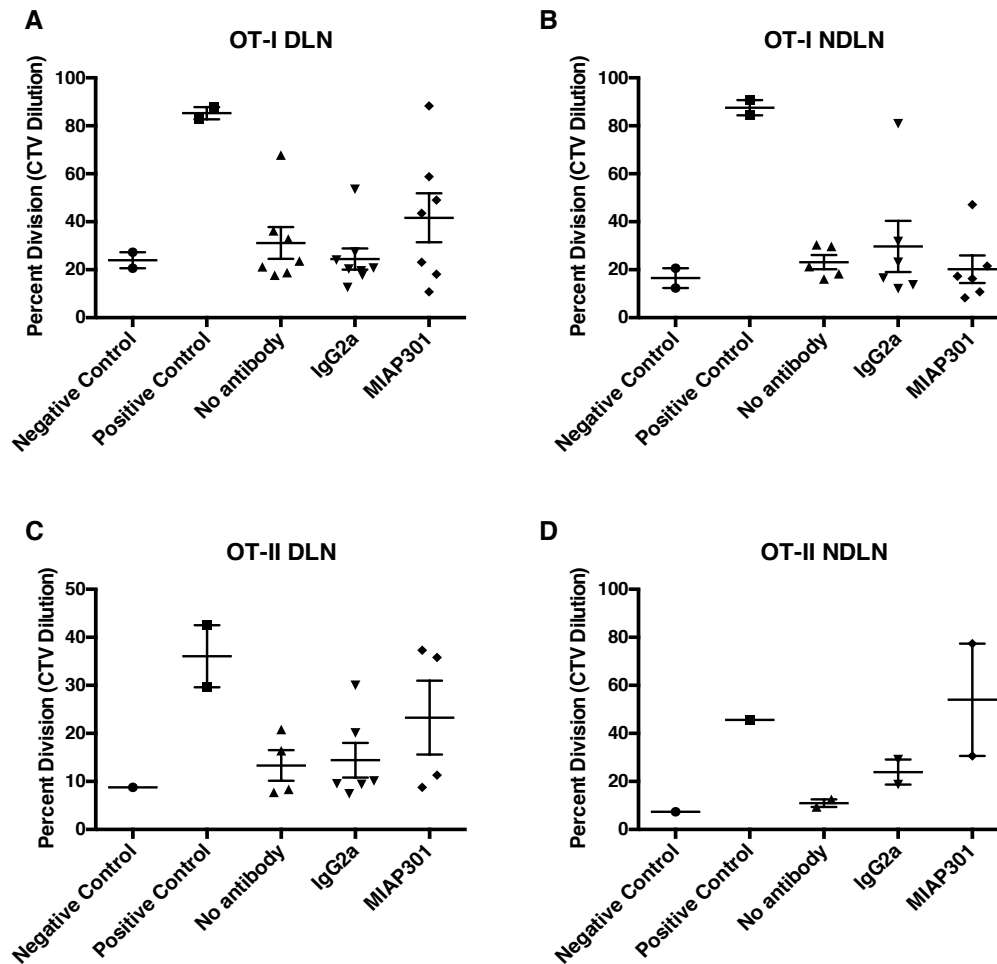 A
OT-I DLN
Percent Division (CTV Dilution)
100
80
60
40
20
0
Negative Control
Positive Control
No antibody
IgG2a
MIAP301
B
OT-I NDLN
Percent Division (CTV Dilution)
100
80
60
40
20
0
Negative Control
Positive Control
No antibody
IgG2a
MIAP301
C
OT-II DLN
Percent Division (CTV Dilution)
50
40
30
20
10
0
Negative Control
Positive Control
No antibody
IgG2a
MIAP301
D
OT-II NDLN
Percent Division (CTV Dilution)
100
80
60
40
20
0
Negative Control
Positive Control
No antibody
IgG2a
MIAP301